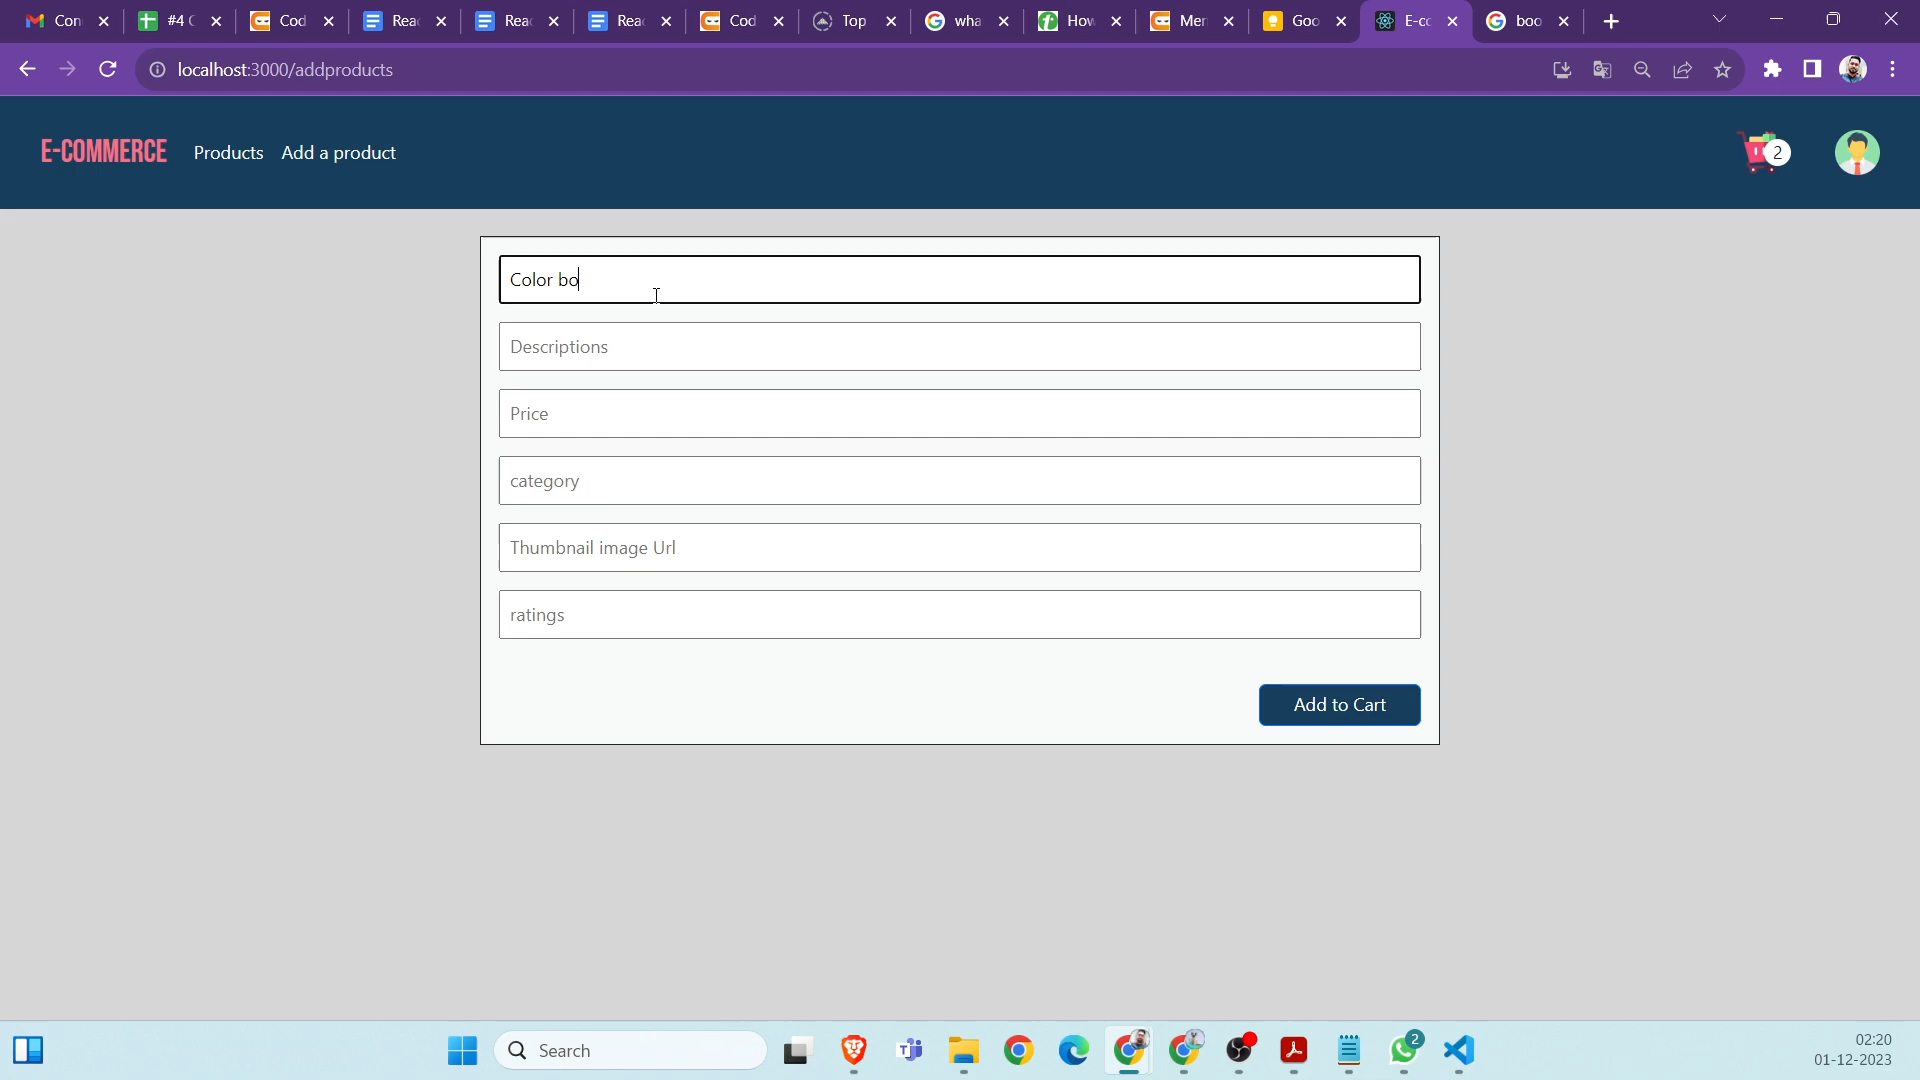 Con #4 C Cod Rea Rea Rea Cod Top wha How Mer Goo E-cc boo
localhost:3000/addproducts
E-COMMERCE Products Add a product 2
Color bo
Descriptions
Price
category
Thumbnail image Url
ratings
Add to Cart
Search 2 02:20
01-12-2023